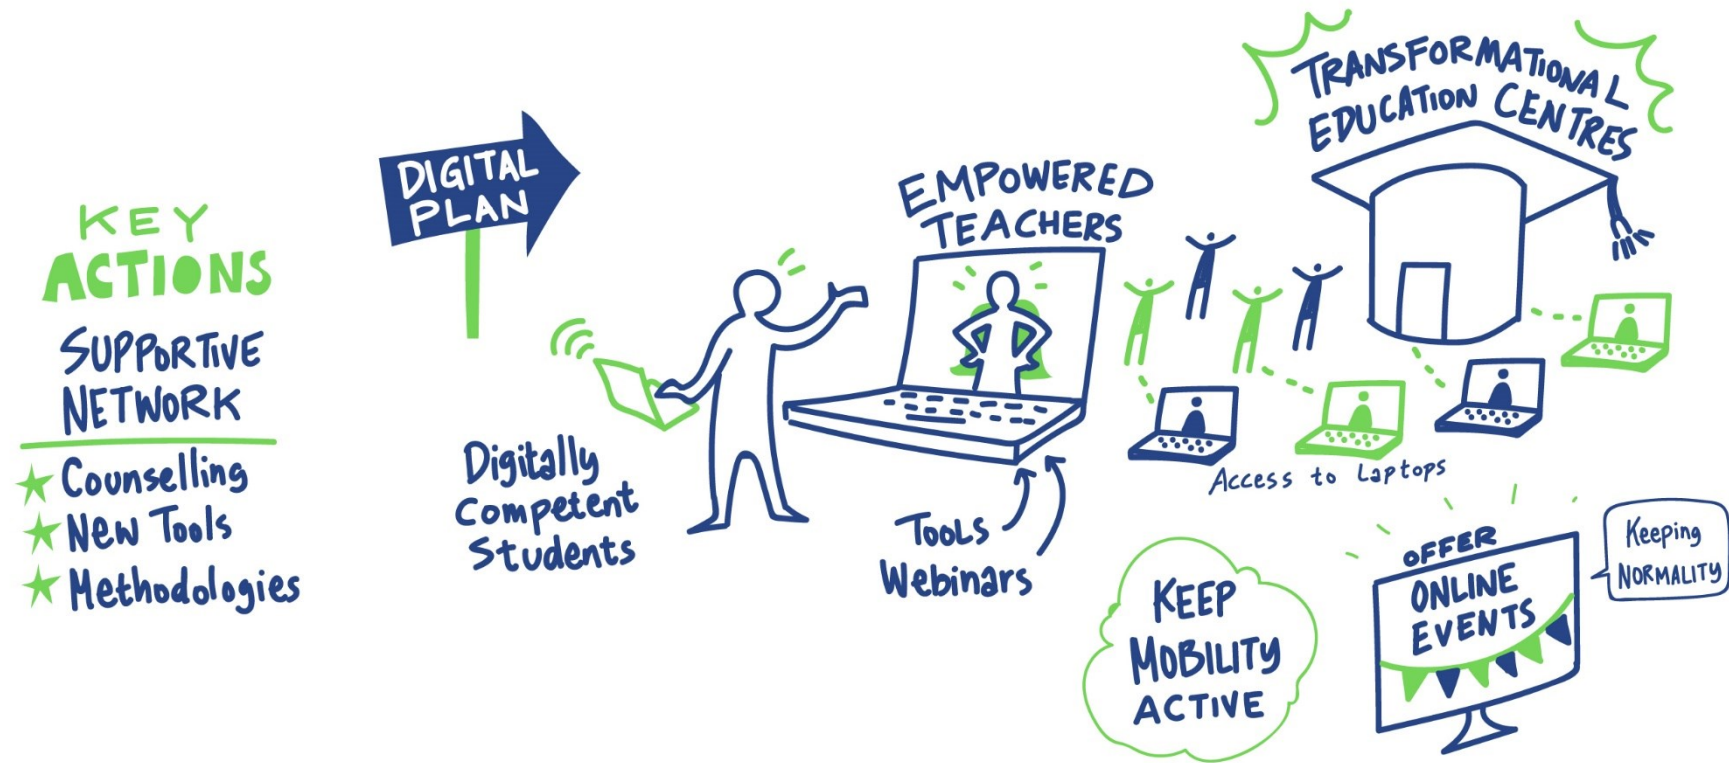 KEY
ACTIONS
SUPPORTIVE
NETWORK
Counselling
New Tools
Methodologies
DIGITAL
PLAN
Digitally
Competent
Students
EMPOWERED
TEACHERS
TOOLS
Webinars
TRANSFORMATIONAL
EDUCATION CENTRES
Access to Laptops
KEEP
MOBILITY
ACTIVE
OFFER
ONLINE
EVENTS
Keeping
NORMALITY